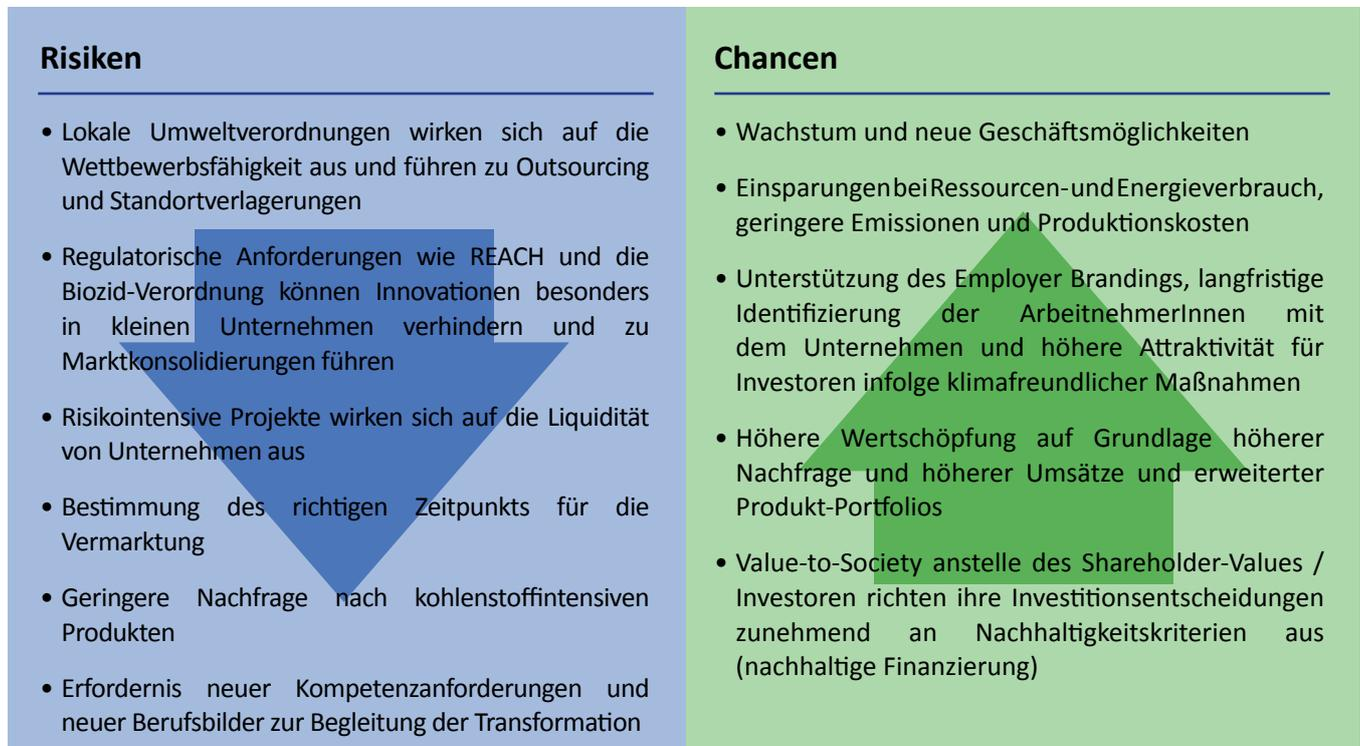 Risiken
• Lokale Umweltverordnungen wirken sich auf die
Wettbewerbsfähigkeit aus und führen zu Outsourcing
und Standortverlagerungen
• Regulatorische Anforderungen wie REACH und die
Biozid-Verordnung können Innovationen besonders
in kleinen Unternehmen verhindern und zu
Marktkonsolidierungen führen
• Risikointensive Projekte wirken sich auf die Liquidität
von Unternehmen aus
• Bestimmung des richtigen Zeitpunkts für die
Vermarktung
• Geringere Nachfrage nach kohlenstoffintensiven
Produkten
• Erfordernis neuer Kompetenzanforderungen und
neuer Berufsbilder zur Begleitung der Transformation
Chancen
• Wachstum und neue Geschäftsmöglichkeiten
• Einsparungen bei Ressourcen- und Energieverbrauch,
geringere Emissionen und Produktionskosten
• Unterstützung des Employer Brandings, langfristige
Identifizierung der ArbeitnehmerInnen mit
dem Unternehmen und höhere Attraktivität für
Investoren infolge klimafreundlicher Maßnahmen
• Höhere Wertschöpfung auf Grundlage höherer
Nachfrage und höherer Umsätze und erweiterter
Produkt-Portfolios
• Value-to-Society anstelle des Shareholder-Values /
Investoren richten ihre Investitionsentscheidungen
zunehmend an Nachhaltigkeitskriterien aus
(nachhaltige Finanzierung)